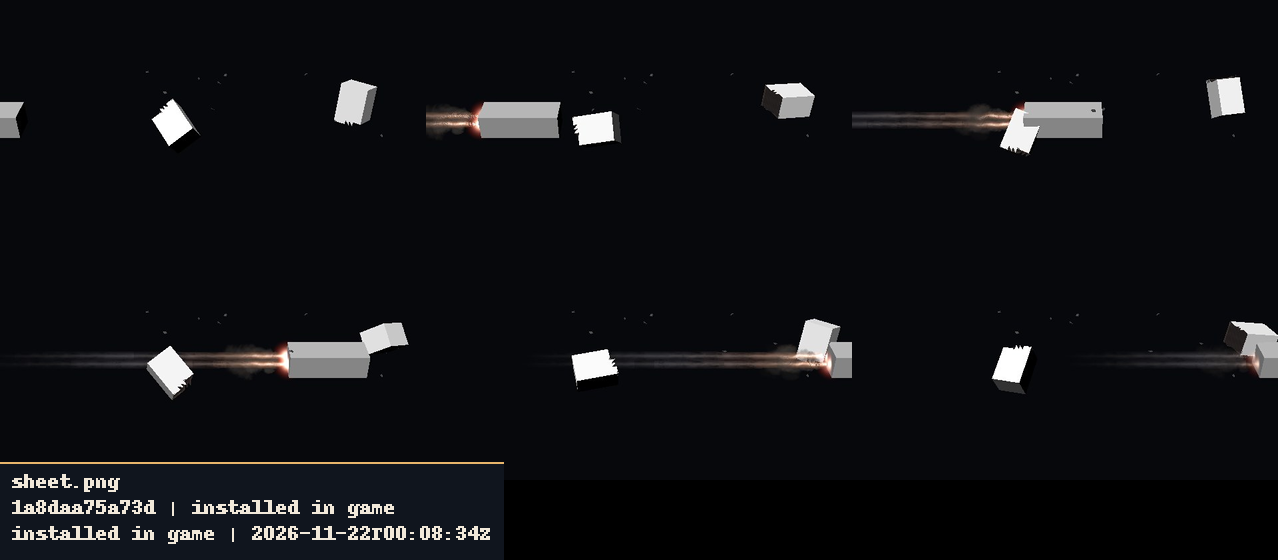 sheet.png
1a8daa75a73d | installed in game
installed in game | 2026-11-22T00:08:34Z